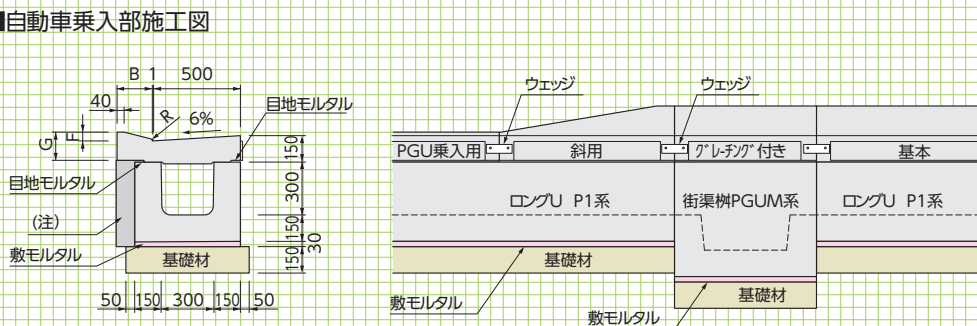 自動車乗入部施工図
B 1 500
40
R
6%
目地モルタル
G
F
150
目地モルタル
300
(注)
150
敷モルタル
30
150
基礎材
50 150 300 150 50
ウェッジ
ウェッジ
PGU乗入用
斜用
グレーチング付き
基本
ロングU P1系
街渠桝PGUM系
ロングU P1系
基礎材
敷モルタル
基礎材
敷モルタル